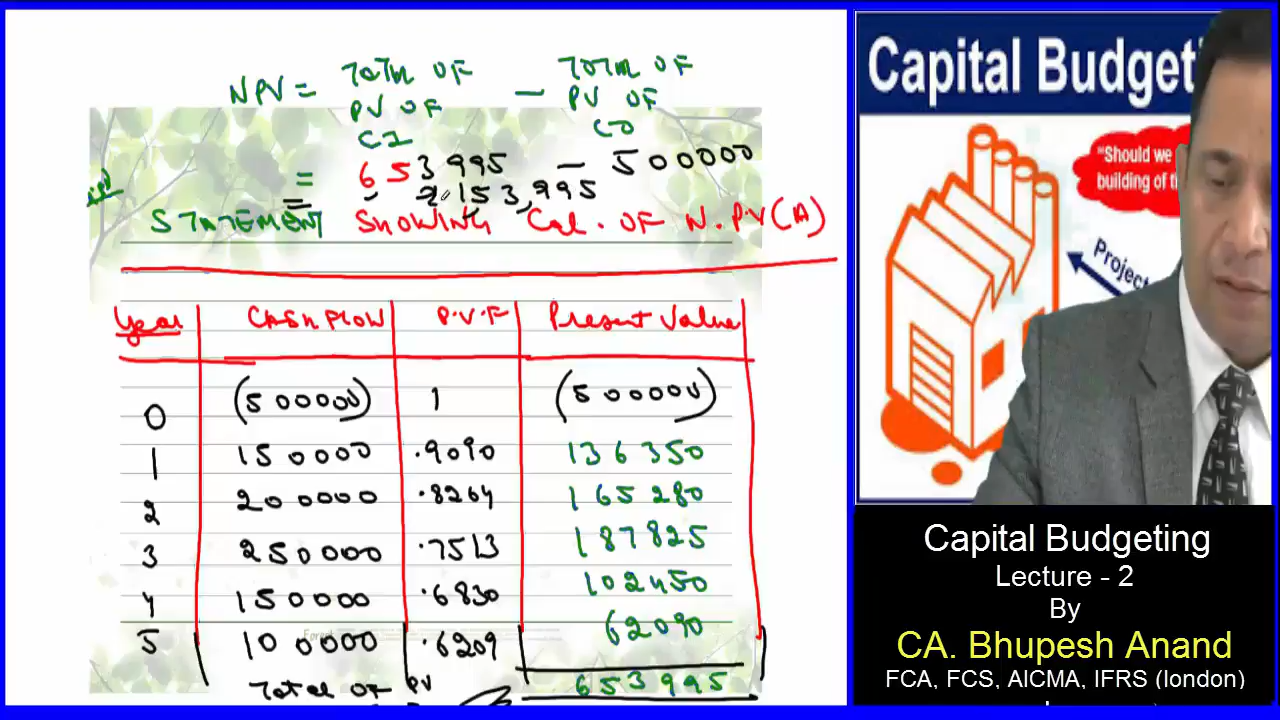 NPV = TOTAL OF PV OF CI – TOTAL OF PV OF CO
= 653995 – 500000
= 2.153,995
STATEMENT SHOWING Cal. OF N.P.V(A)
Year CASH FLOW P.V.F Present Value
0 (500000) 1 (500000)
1 150000 .9090 136350
2 200000 .8264 165280
3 250000 .7513 187825
4 150000 .6830 102450
5 100000 .6209 62090
Total OF PV 653995
Capital Budgeti
"Should we
building of t
Project
Capital Budgeting
Lecture - 2
By
CA. Bhupesh Anand
FCA, FCS, AICMA, IFRS (london)